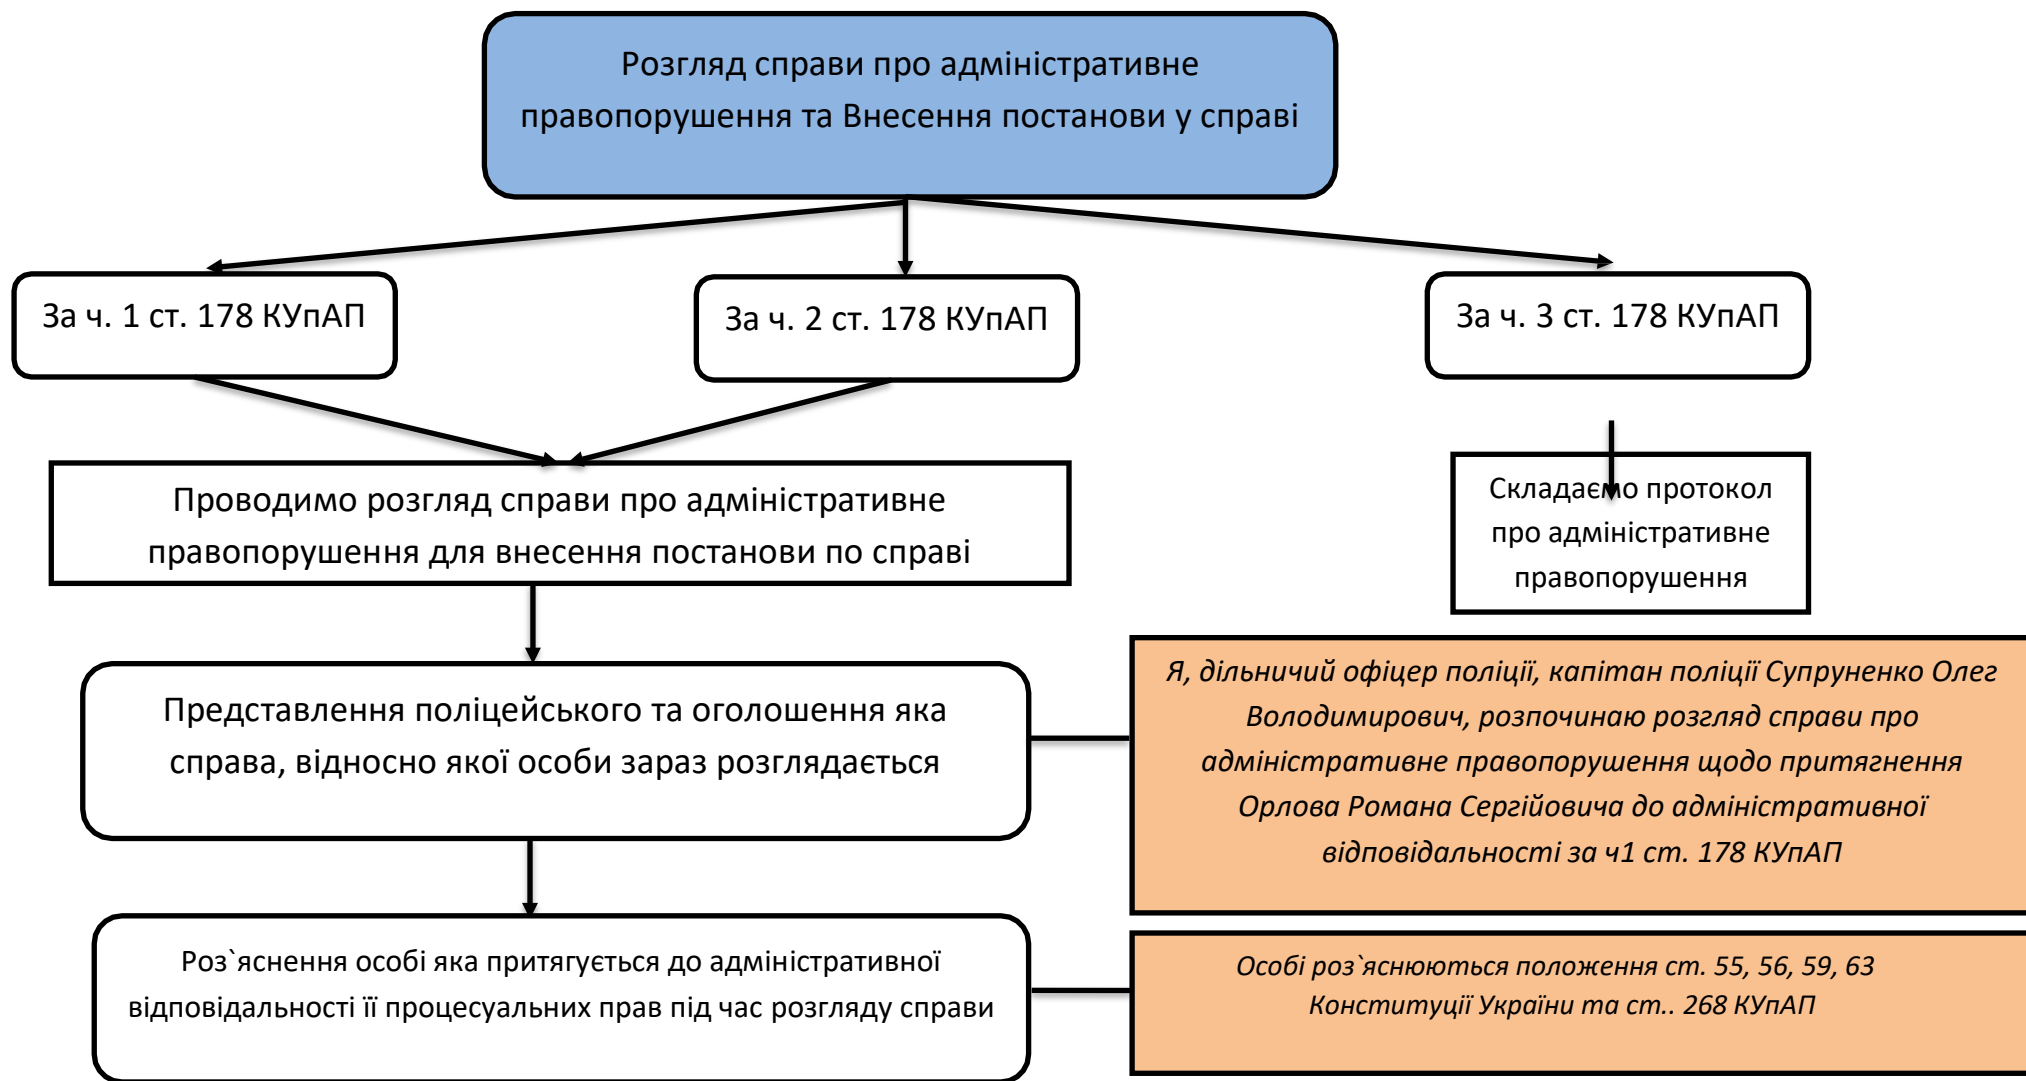 Розгляд справи про адміністративне
правопорушення та Внесення постанови у справі
За ч. 1 ст. 178 КУпАП
За ч. 2 ст. 178 КУпАП
За ч. 3 ст. 178 КУпАП
Проводимо розгляд справи про адміністративне
правопорушення для внесення постанови по справі
Складаємо протокол
про адміністративне
правопорушення
Представлення поліцейського та оголошення яка
справа, відносно якої особи зараз розглядається
Я, дільничий офіцер поліції, капітан поліції Супруненко Олег
Володимирович, розпочинаю розгляд справи про
адміністративне правопорушення щодо притягнення
Орлова Романа Сергійовича до адміністративної
відповідальності за ч1 ст. 178 КУпАП
Роз`яснення особі яка притягується до адміністративної
відповідальності її процесуальних прав під час розгляду справи
Особі роз`яснюються положення ст. 55, 56, 59, 63
Конституції України та ст.. 268 КУпАП